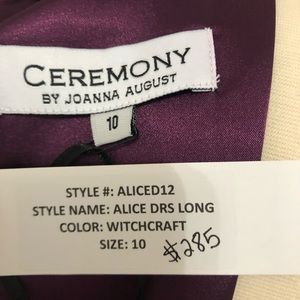 CEREMONY
BY JOANNA AUGUST
10
STYLE #: ALICED12
STYLE NAME: ALICE DRS LONG
COLOR: WITCHCRAFT
SIZE: 10
#285